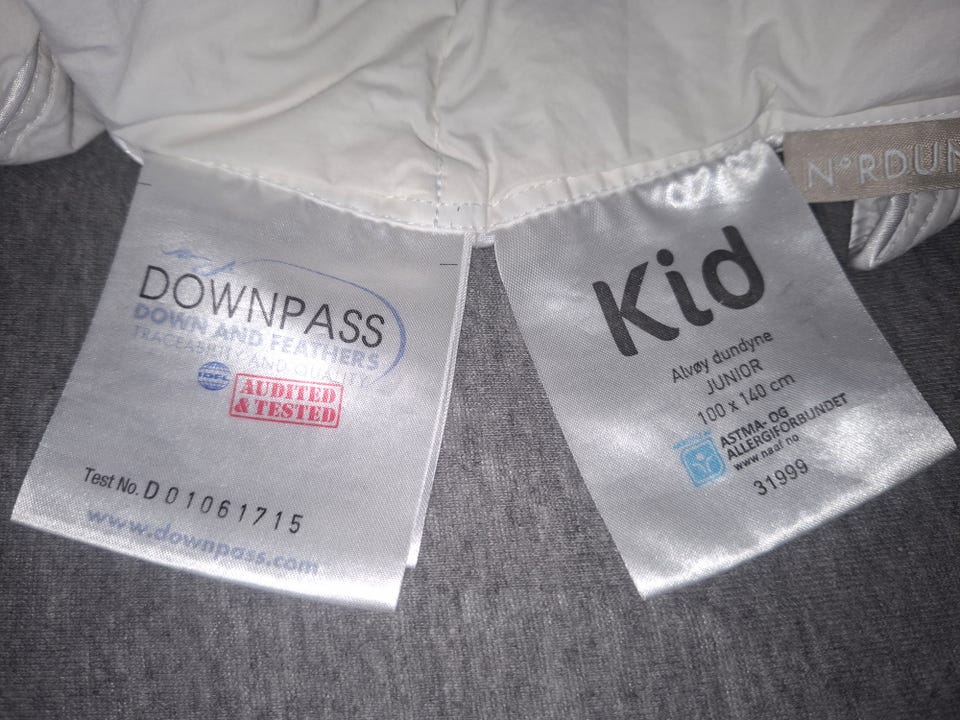 DOWNPASS
DOWN AND FEATHERS
TRACEABILITY AND QUALITY
IDFL
AUDITED
& TESTED
Test No. D 01061715
www.downpass.com
Kid
Alvøy dundyne
JUNIOR
100 x 140 cm
ASTMA- OG
ALLERGIFORBUNDET
www.naaf.no
31999
N°RDUN